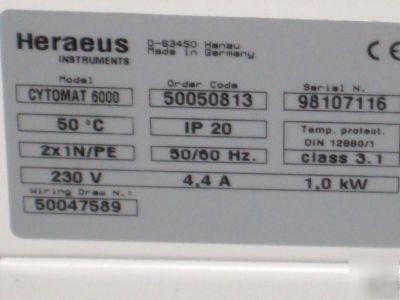 Heraeus
INSTRUMENTS
D-63450 Hanau
Made in Germany
CE
Model
CYTOMAT 6000
Order Code
50050813
Serial N.
98107116
50 °C
IP 20
Temp. protect.
DIN 12880/1
class 3.1
2x1N/PE
50/60 Hz.
230 V
4,4 A
1,0 kW
Wiring Draw N.:
50047589